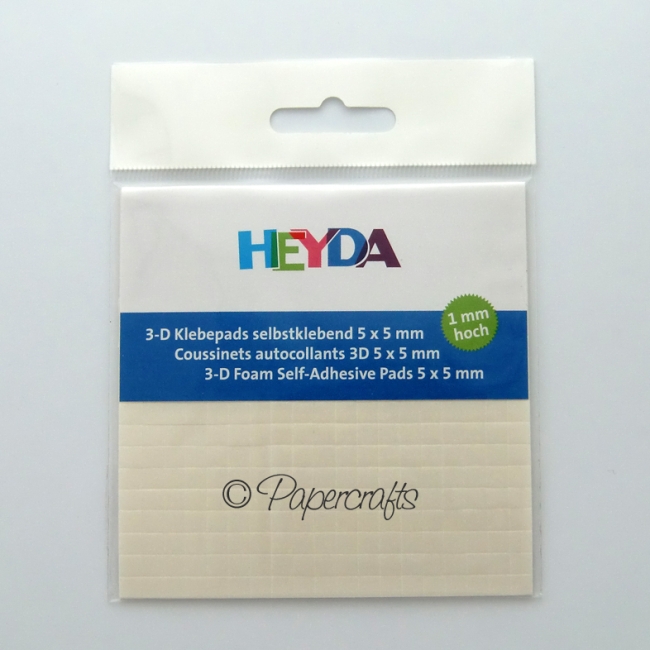 HEYDA
3-D Klebepads selbstklebend 5 x 5 mm
Coussinets autocollants 3D 5 x 5 mm
3-D Foam Self-Adhesive Pads 5 x 5 mm
1 mm
hoch
© Papercrafts